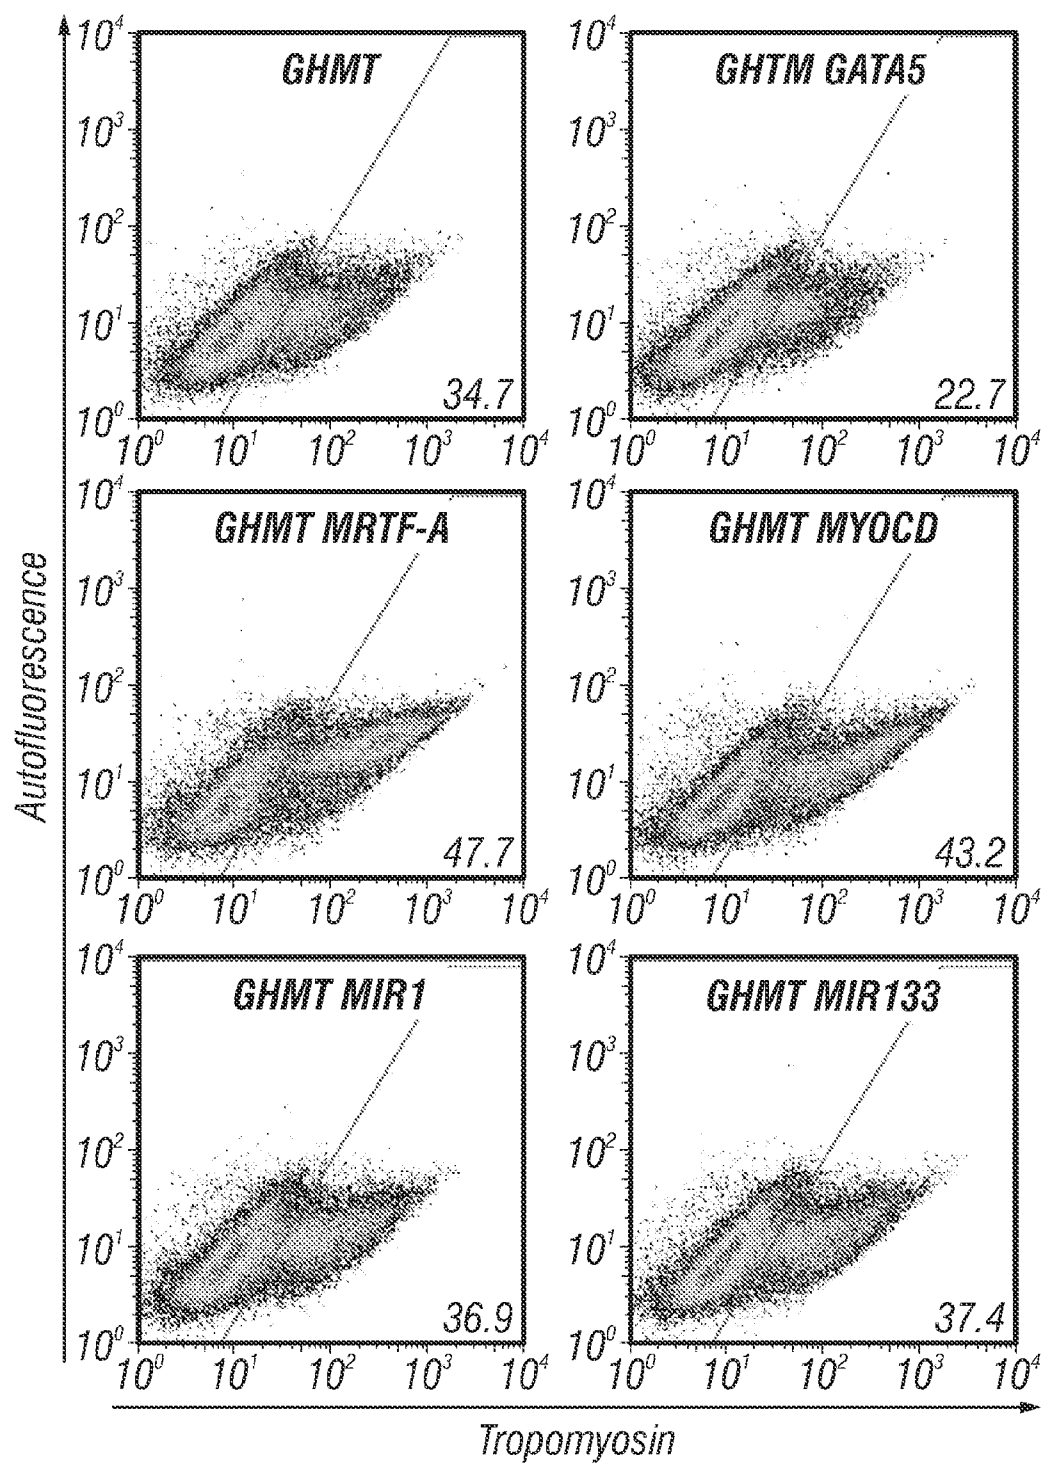 GHMT
10⁴
10³
10²
10¹
10⁰
34.7
10⁰ 10¹ 10² 10³ 10⁴
GHTM GATA5
10⁴
10³
10²
10¹
10⁰
22.7
10⁰ 10¹ 10² 10³ 10⁴
Autofluorescence
GHMT MRTF-A
10⁴
10³
10²
10¹
10⁰
47.7
10⁰ 10¹ 10² 10³ 10⁴
GHMT MYOCD
10⁴
10³
10²
10¹
10⁰
43.2
10⁰ 10¹ 10² 10³ 10⁴
GHMT MIR1
10⁴
10³
10²
10¹
10⁰
36.9
10⁰ 10¹ 10² 10³ 10⁴
GHMT MIR133
10⁴
10³
10²
10¹
10⁰
37.4
10⁰ 10¹ 10² 10³ 10⁴
Tropomyosin